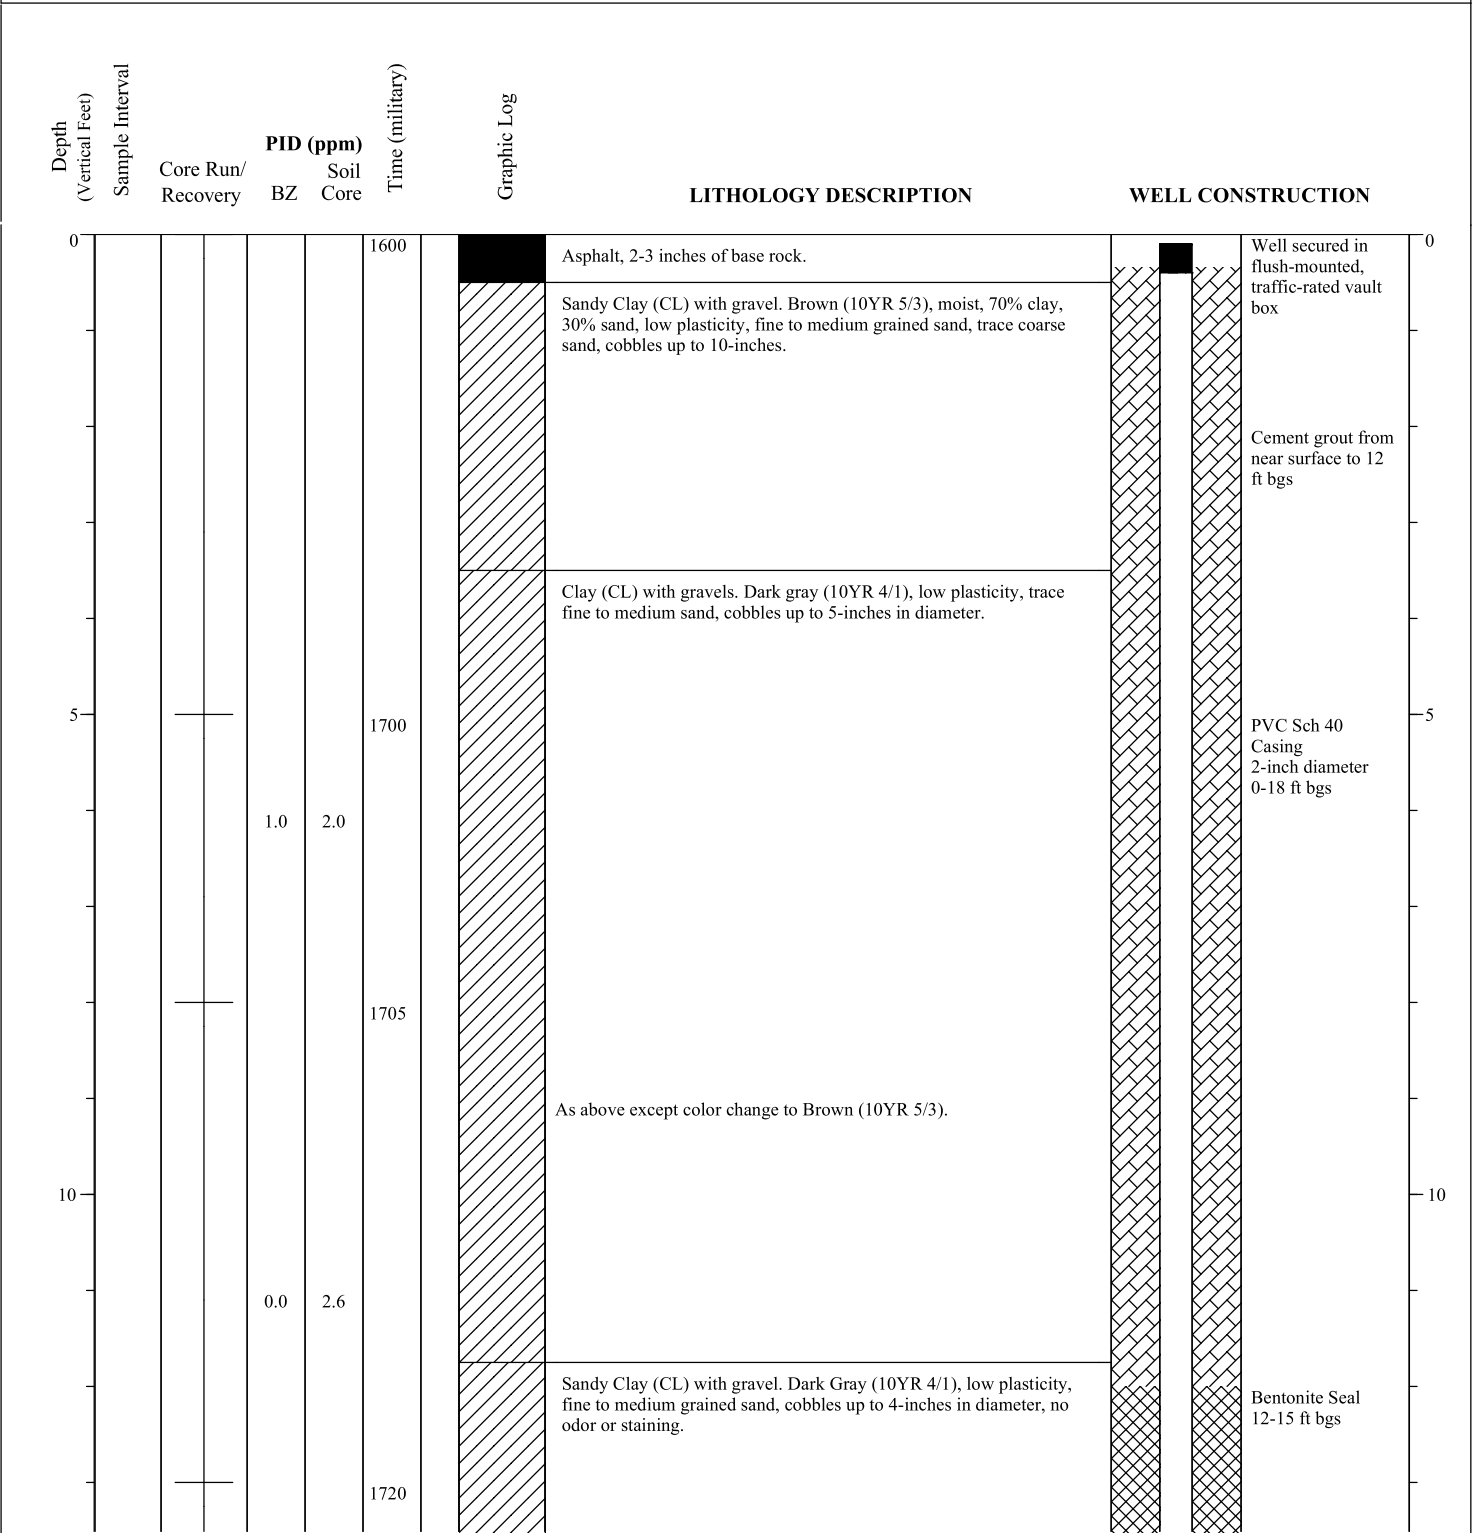 Depth
(Vertical Feet)
Sample Interval
Core Run/
Recovery
PID (ppm)
BZ
Soil
Core
Time (military)
Graphic Log
LITHOLOGY DESCRIPTION
WELL CONSTRUCTION
0
1600
Asphalt, 2-3 inches of base rock.
Well secured in
flush-mounted,
traffic-rated vault
box
0
Sandy Clay (CL) with gravel. Brown (10YR 5/3), moist, 70% clay,
30% sand, low plasticity, fine to medium grained sand, trace coarse
sand, cobbles up to 10-inches.
Cement grout from
near surface to 12
ft bgs
Clay (CL) with gravels. Dark gray (10YR 4/1), low plasticity, trace
fine to medium sand, cobbles up to 5-inches in diameter.
5
1700
PVC Sch 40
Casing
2-inch diameter
0-18 ft bgs
5
1.0
2.0
1705
As above except color change to Brown (10YR 5/3).
10
10
0.0
2.6
Sandy Clay (CL) with gravel. Dark Gray (10YR 4/1), low plasticity,
fine to medium grained sand, cobbles up to 4-inches in diameter, no
odor or staining.
Bentonite Seal
12-15 ft bgs
1720